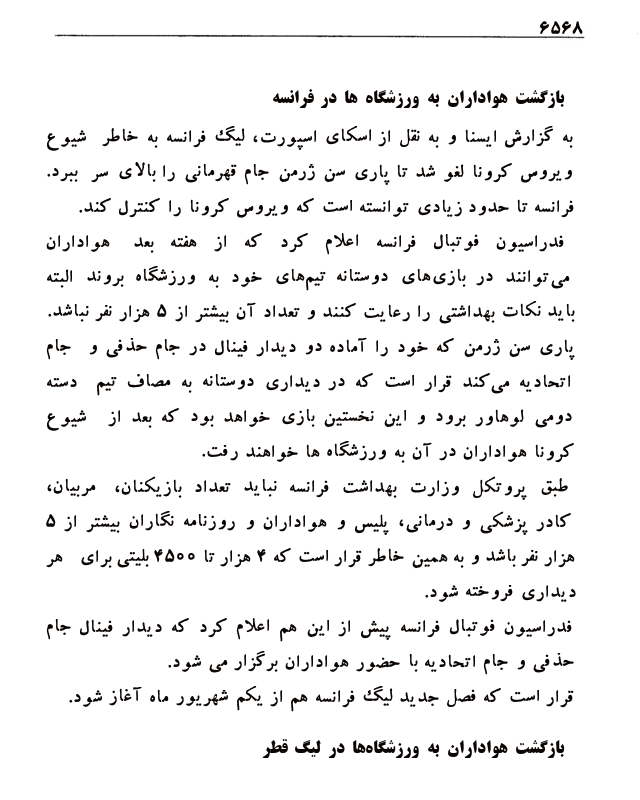 ۶۵۶۸
بازگشت هواداران به ورزشگاه ها در فرانسه
به گزارش ایسنا و به نقل از اسکای اسپورت، لیگ فرانسه به خاطر شیوع
ویروس کرونا لغو شد تا پاری سن ژرمن جام قهرمانی را بالای سر ببرد.
فرانسه تا حدود زیادی توانسته است که ویروس کرونا را کنترل کند.
فدراسیون فوتبال فرانسه اعلام کرد که از هفته بعد هواداران
می‌توانند در بازی‌های دوستانه تیم‌های خود به ورزشگاه بروند البته
باید نکات بهداشتی را رعایت کنند و تعداد آن بیشتر از ۵ هزار نفر نباشد.
پاری سن ژرمن که خود را آماده دو دیدار فینال در جام حذفی و جام
اتحادیه می‌کند قرار است که در دیداری دوستانه به مصاف تیم دسته
دومی لوهاور برود و این نخستین بازی خواهد بود که بعد از شیوع
کرونا هواداران در آن به ورزشگاه ها خواهند رفت.
طبق پروتکل وزارت بهداشت فرانسه نباید تعداد بازیکنان، مربیان،
کادر پزشکی و درمانی، پلیس و هواداران و روزنامه نگاران بیشتر از ۵
هزار نفر باشد و به همین خاطر قرار است که ۴ هزار تا ۴۵۰۰ بلیتی برای هر
دیداری فروخته شود.
فدراسیون فوتبال فرانسه پیش از این هم اعلام کرد که دیدار فینال جام
حذفی و جام اتحادیه با حضور هواداران برگزار می شود.
قرار است که فصل جدید لیگ فرانسه هم از یکم شهریور ماه آغاز شود.
بازگشت هواداران به ورزشگاه‌ها در لیگ قطر